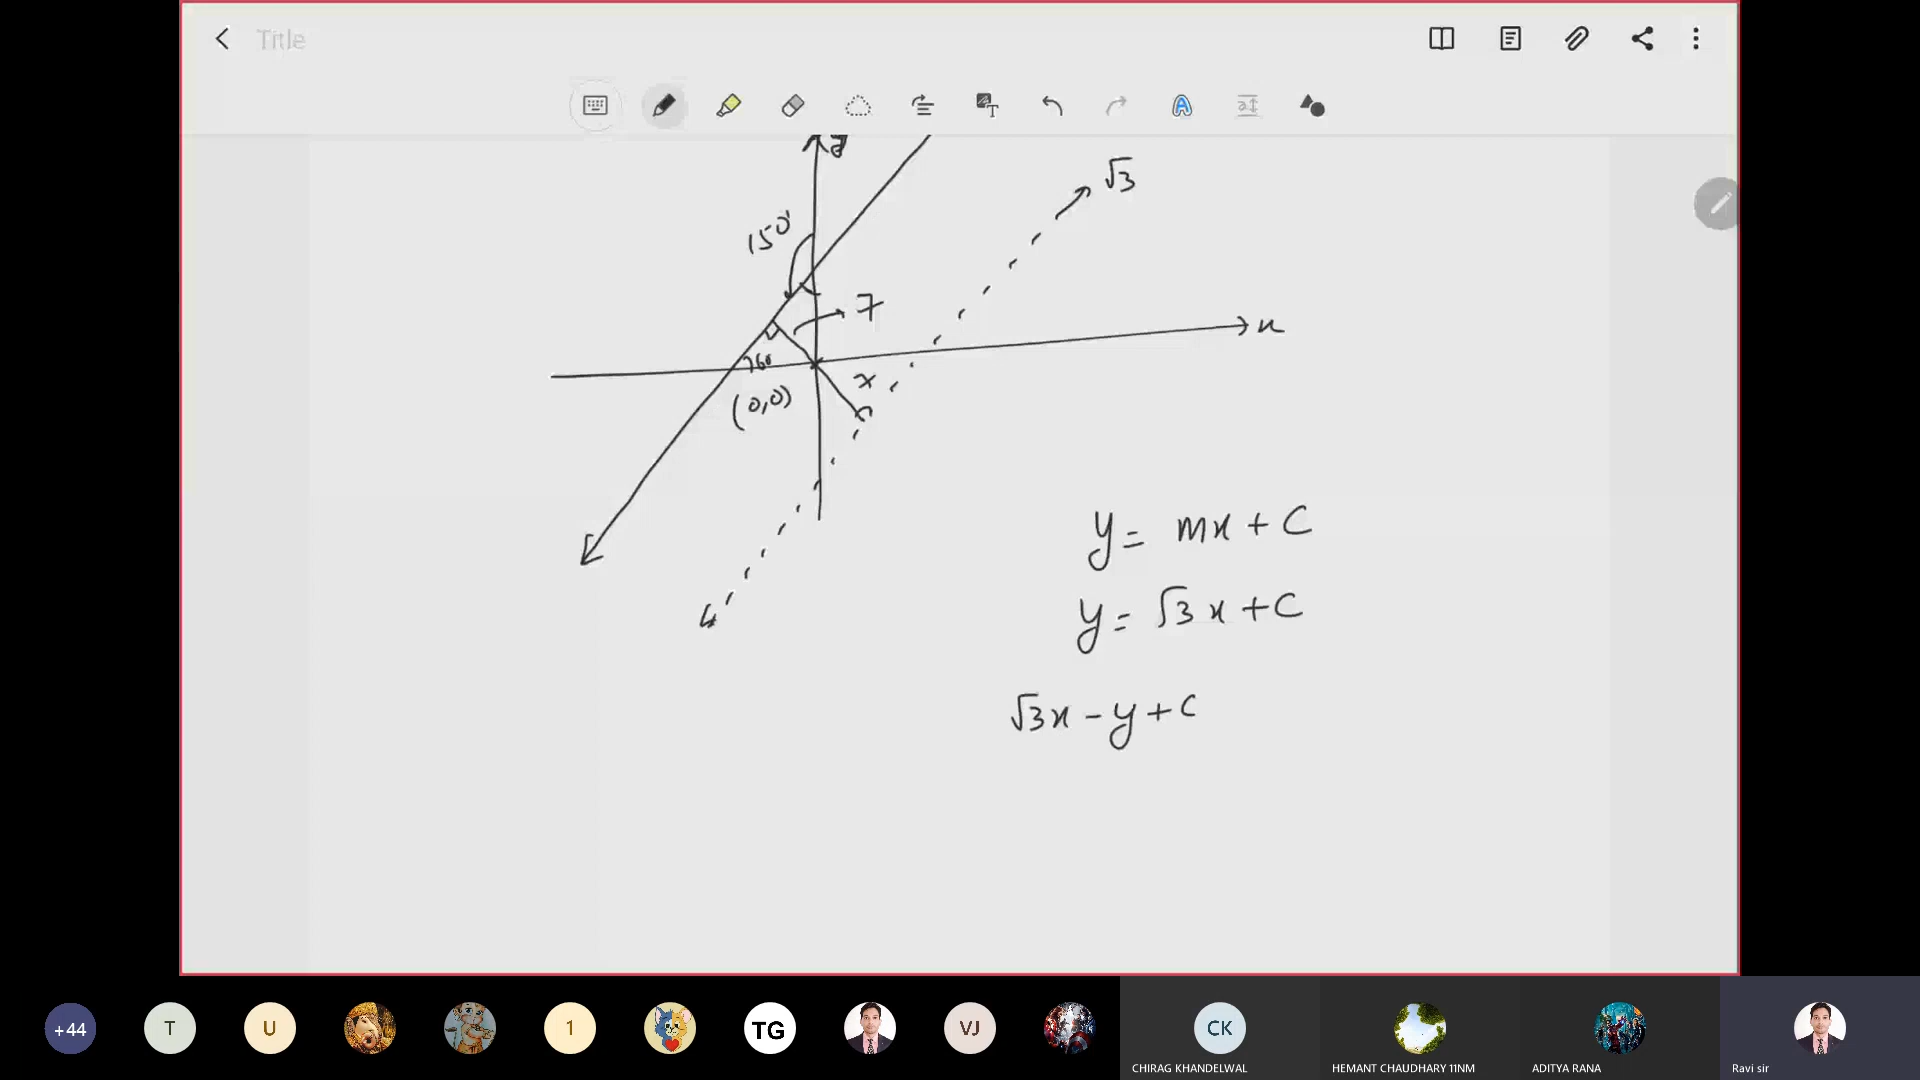 Title
y
√3
150°
7
x
60
(0,0)
x
y = mx + C
y = √3x + C
√3x - y + C
+44
T
U
1
TG
VJ
CK
CHIRAG KHANDELWAL
HEMANT CHAUDHARY 11NM
ADITYA RANA
Ravi sir